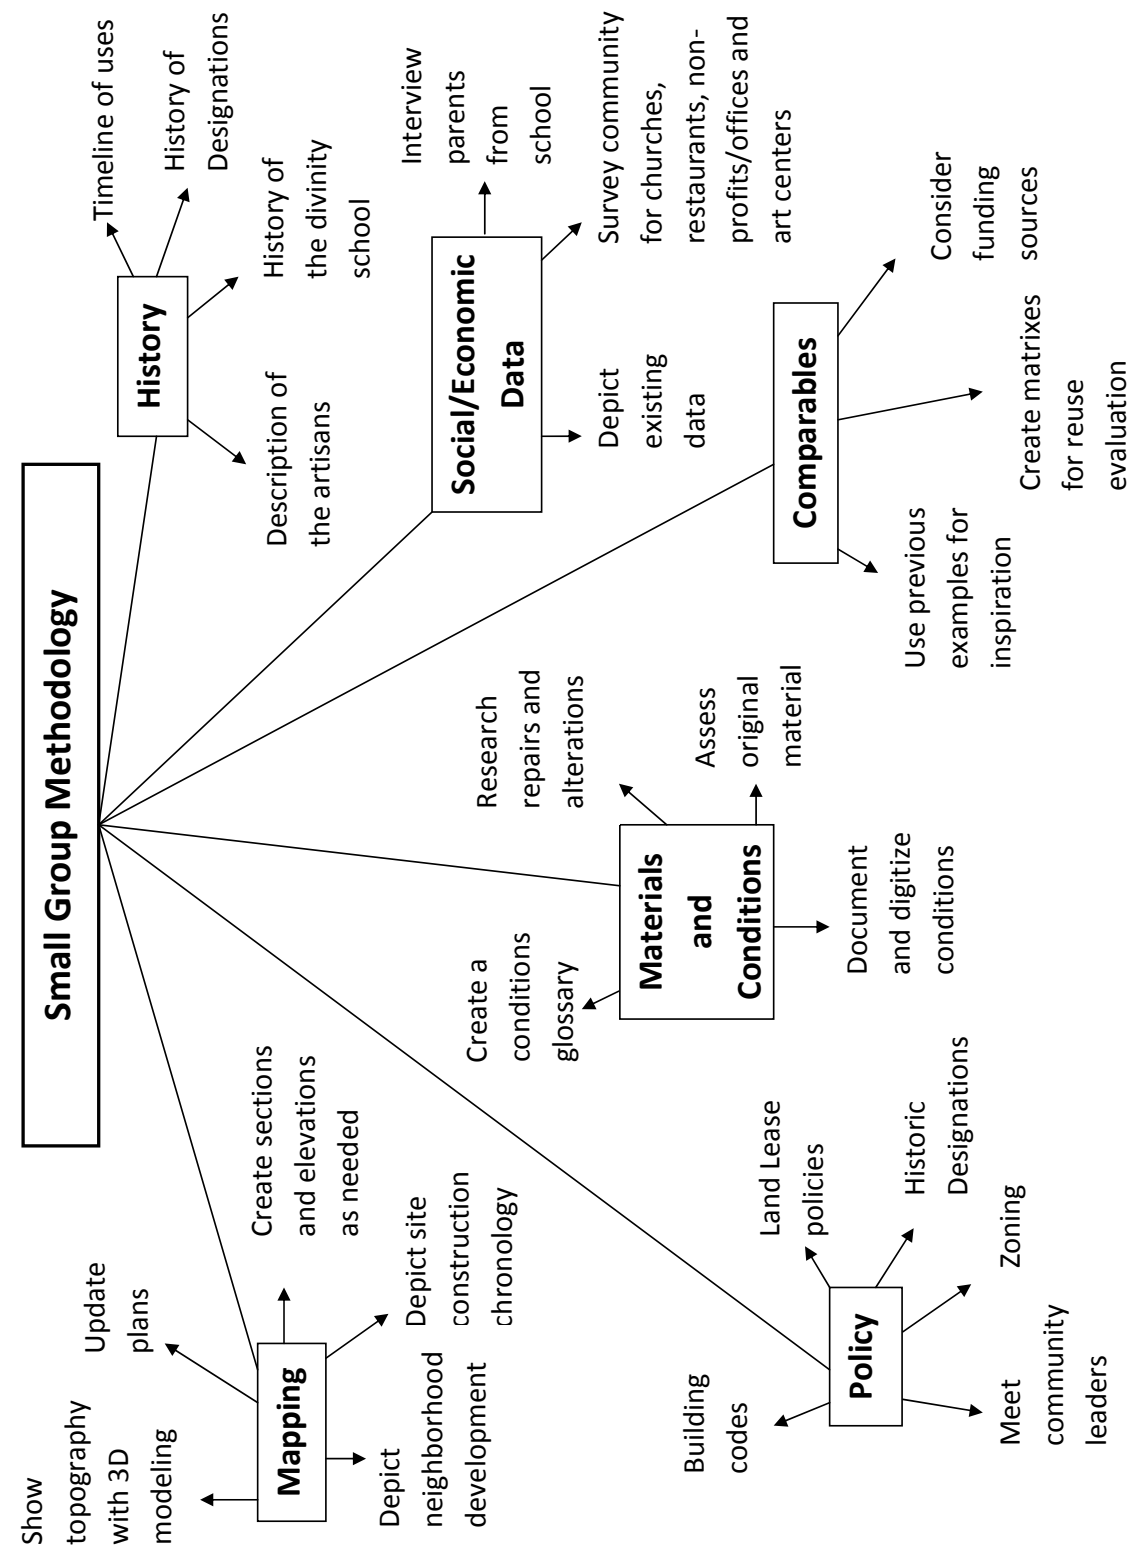 Small Group Methodology
Mapping
Show
topography
with 3D
modeling
Update
plans
Create sections
and elevations
as needed
Depict site
construction
chronology
Depict
neighborhood
development
Policy
Building
codes
Land Lease
policies
Historic
Designations
Zoning
Meet
community
leaders
Materials
and
Conditions
Create a
conditions
glossary
Research
repairs and
alterations
Assess
original
material
Document
and digitize
conditions
Comparables
Use previous
examples for
inspiration
Create matrixes
for reuse
evaluation
Consider
funding
sources
Social/Economic
Data
Depict
existing
data
Survey community
for churches,
restaurants, non-
profits/offices and
art centers
Interview
parents
from
school
History
Description of
the artisans
History of
the divinity
school
History of
Designations
Timeline of uses